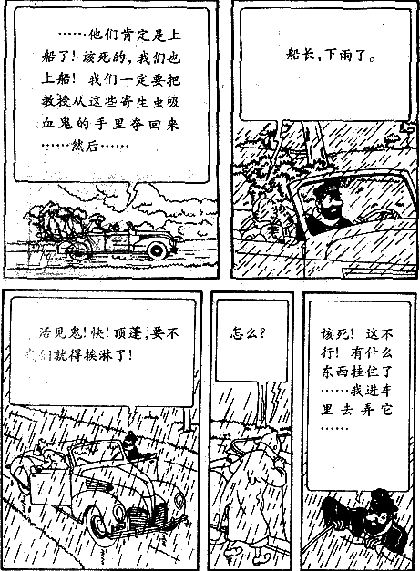 ……他们肯定是上
船了！该死的，我们也
上船！我们一定要把
教授从这些寄生虫吸
血鬼的手里夺回来
……然后……
船长，下雨了。
活见鬼！快！顶蓬，要不
们就得挨淋了！
怎么？
该死！这不
行！有什么
东西挂住了
……我进车
里去弄它
……